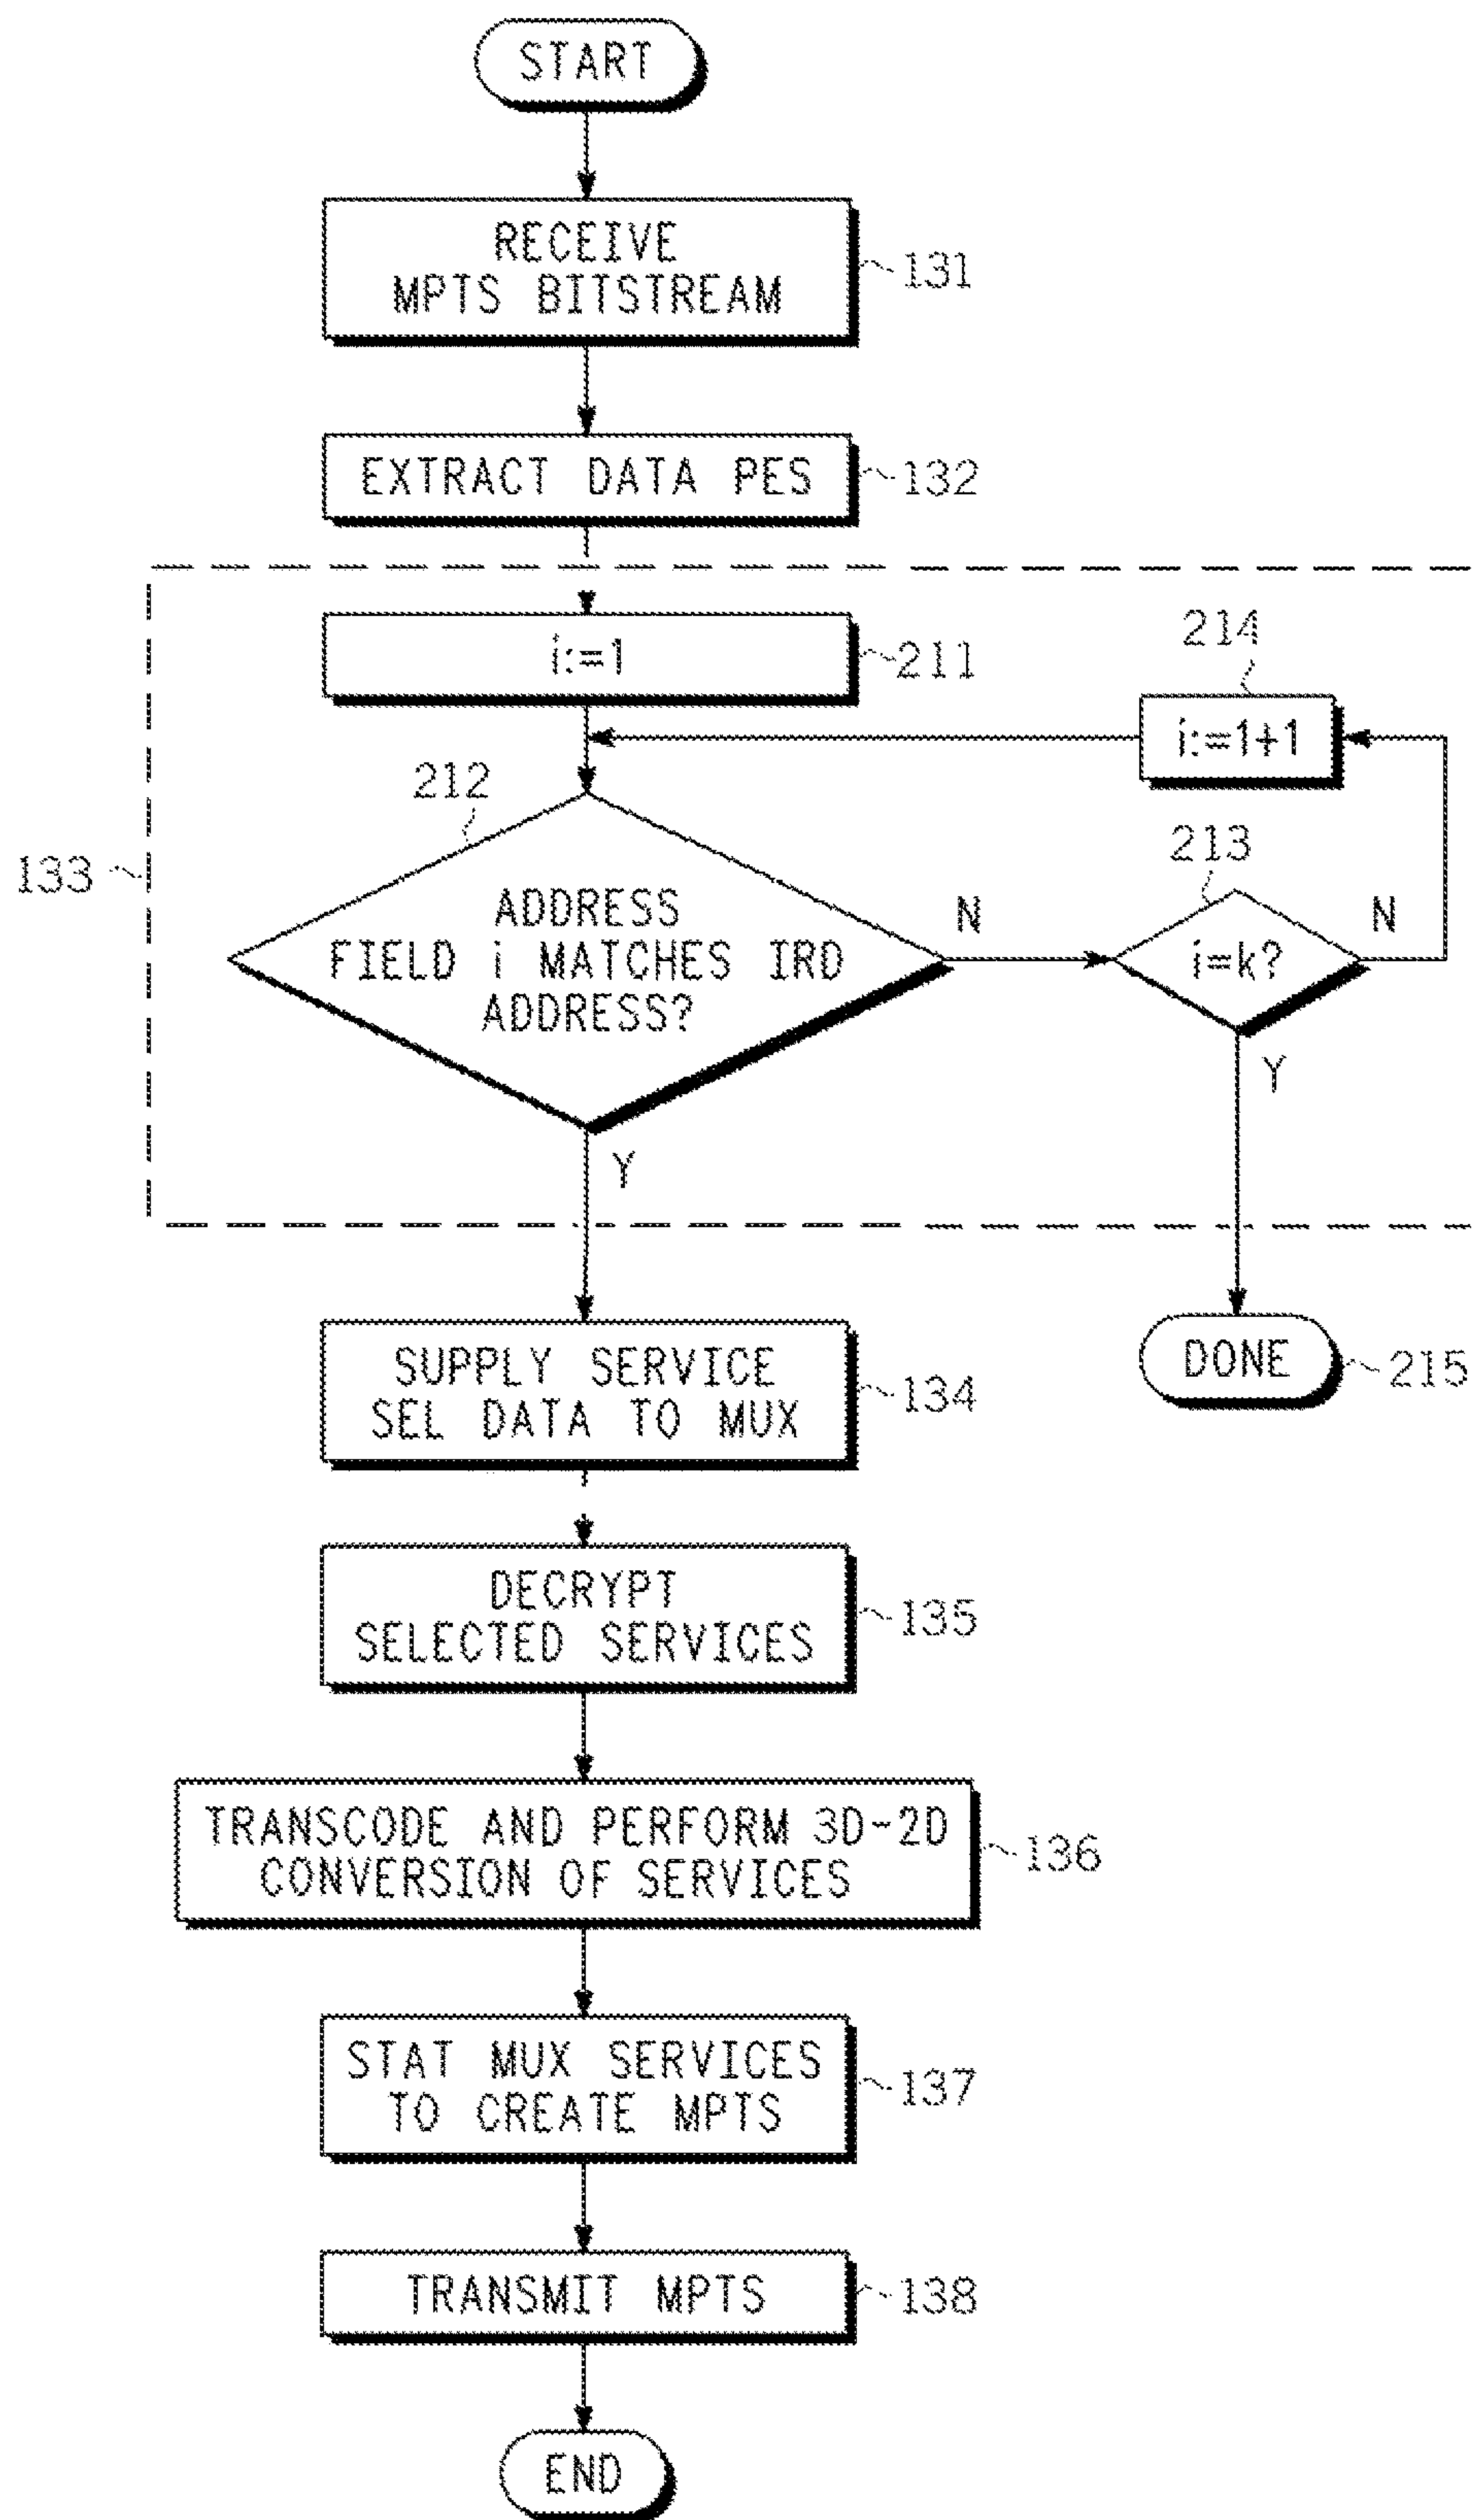 START
RECEIVE
MPTS BITSTREAM
131
EXTRACT DATA PES
132
i:=1
211
214
i:=1+1
212
213
133
ADDRESS
FIELD i MATCHES IRD
ADDRESS?
N
i=k?
N
Y
Y
SUPPLY SERVICE
SEL DATA TO MUX
134
DONE
215
DECRYPT
SELECTED SERVICES
135
TRANSCODE AND PERFORM 3D-2D
CONVERSION OF SERVICES
136
STAT MUX SERVICES
TO CREATE MPTS
137
TRANSMIT MPTS
138
END